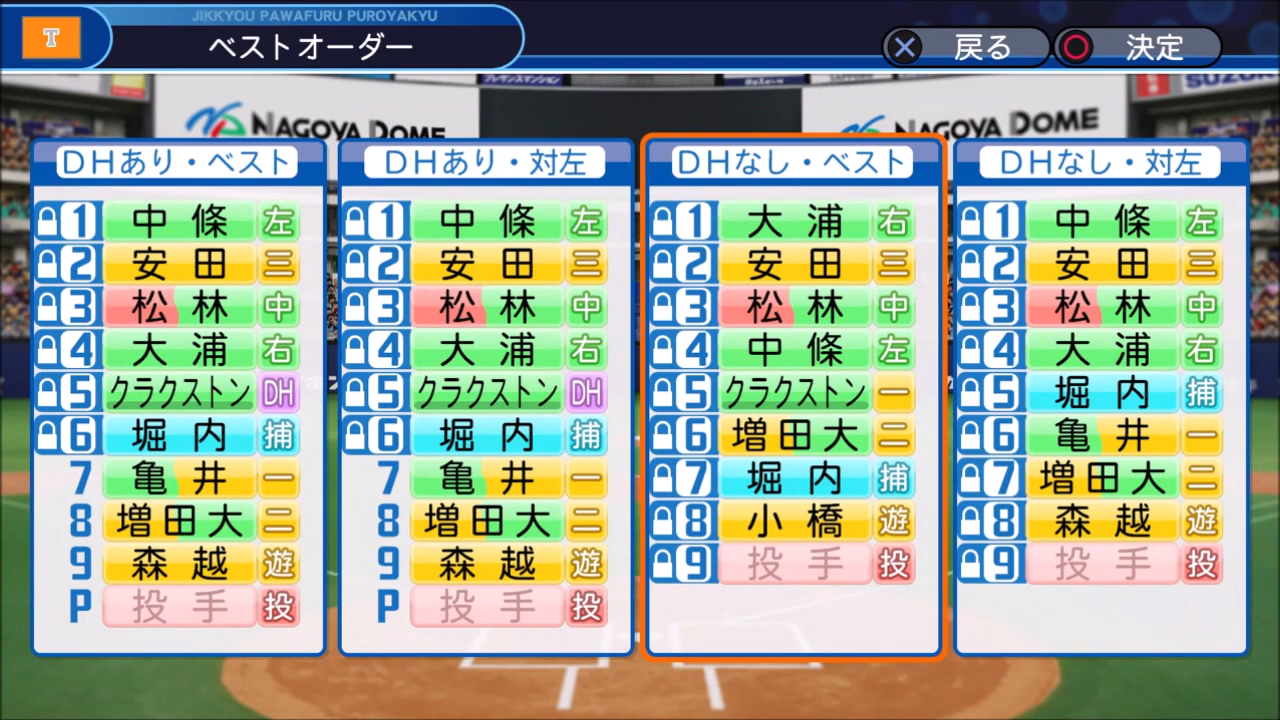 JIKKYOU PAWAFURU PUROYAKYU
T
ベストオーダー
戻る
決定
NAGOYA DOME
NAGOYA DOME
SUZU
DHあり・ベスト
1 中條 左
2 安田 三
3 松林 中
4 大浦 右
5 クラクストン DH
6 堀内 捕
7 亀井 一
8 増田大 二
9 森越 遊
P 投手 投
DHあり・対左
1 中條 左
2 安田 三
3 松林 中
4 大浦 右
5 クラクストン DH
6 堀内 捕
7 亀井 一
8 増田大 二
9 森越 遊
P 投手 投
DHなし・ベスト
1 大浦 右
2 安田 三
3 松林 中
4 中條 左
5 クラクストン 一
6 増田大 二
7 堀内 捕
8 小橋 遊
9 投手 投
DHなし・対左
1 中條 左
2 安田 三
3 松林 中
4 大浦 右
5 堀内 捕
6 亀井 一
7 増田大 二
8 森越 遊
9 投手 投